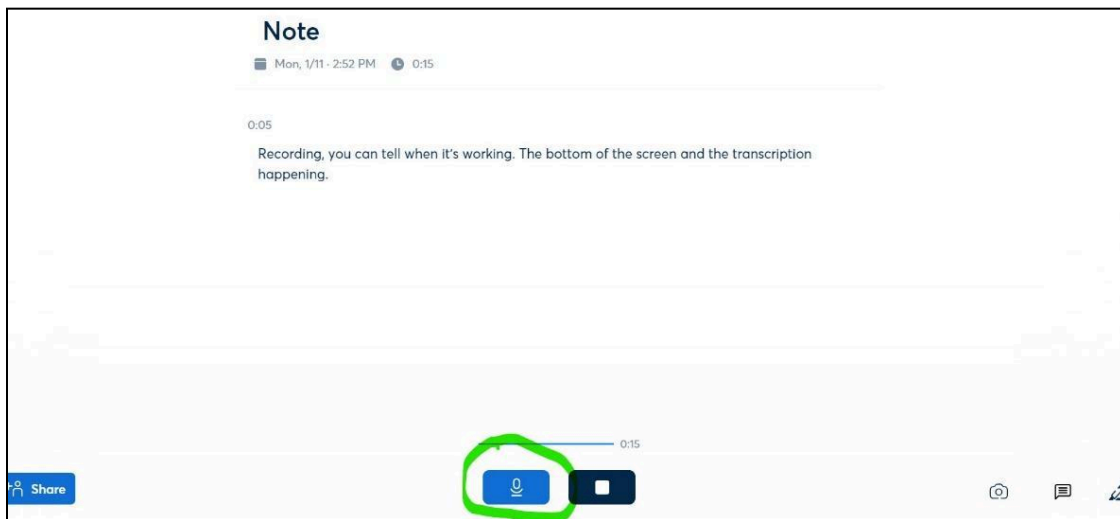 Note
Mon, 1/11 · 2:52 PM 0:15
0:05
Recording, you can tell when it's working. The bottom of the screen and the transcription
happening.
0:15
Share